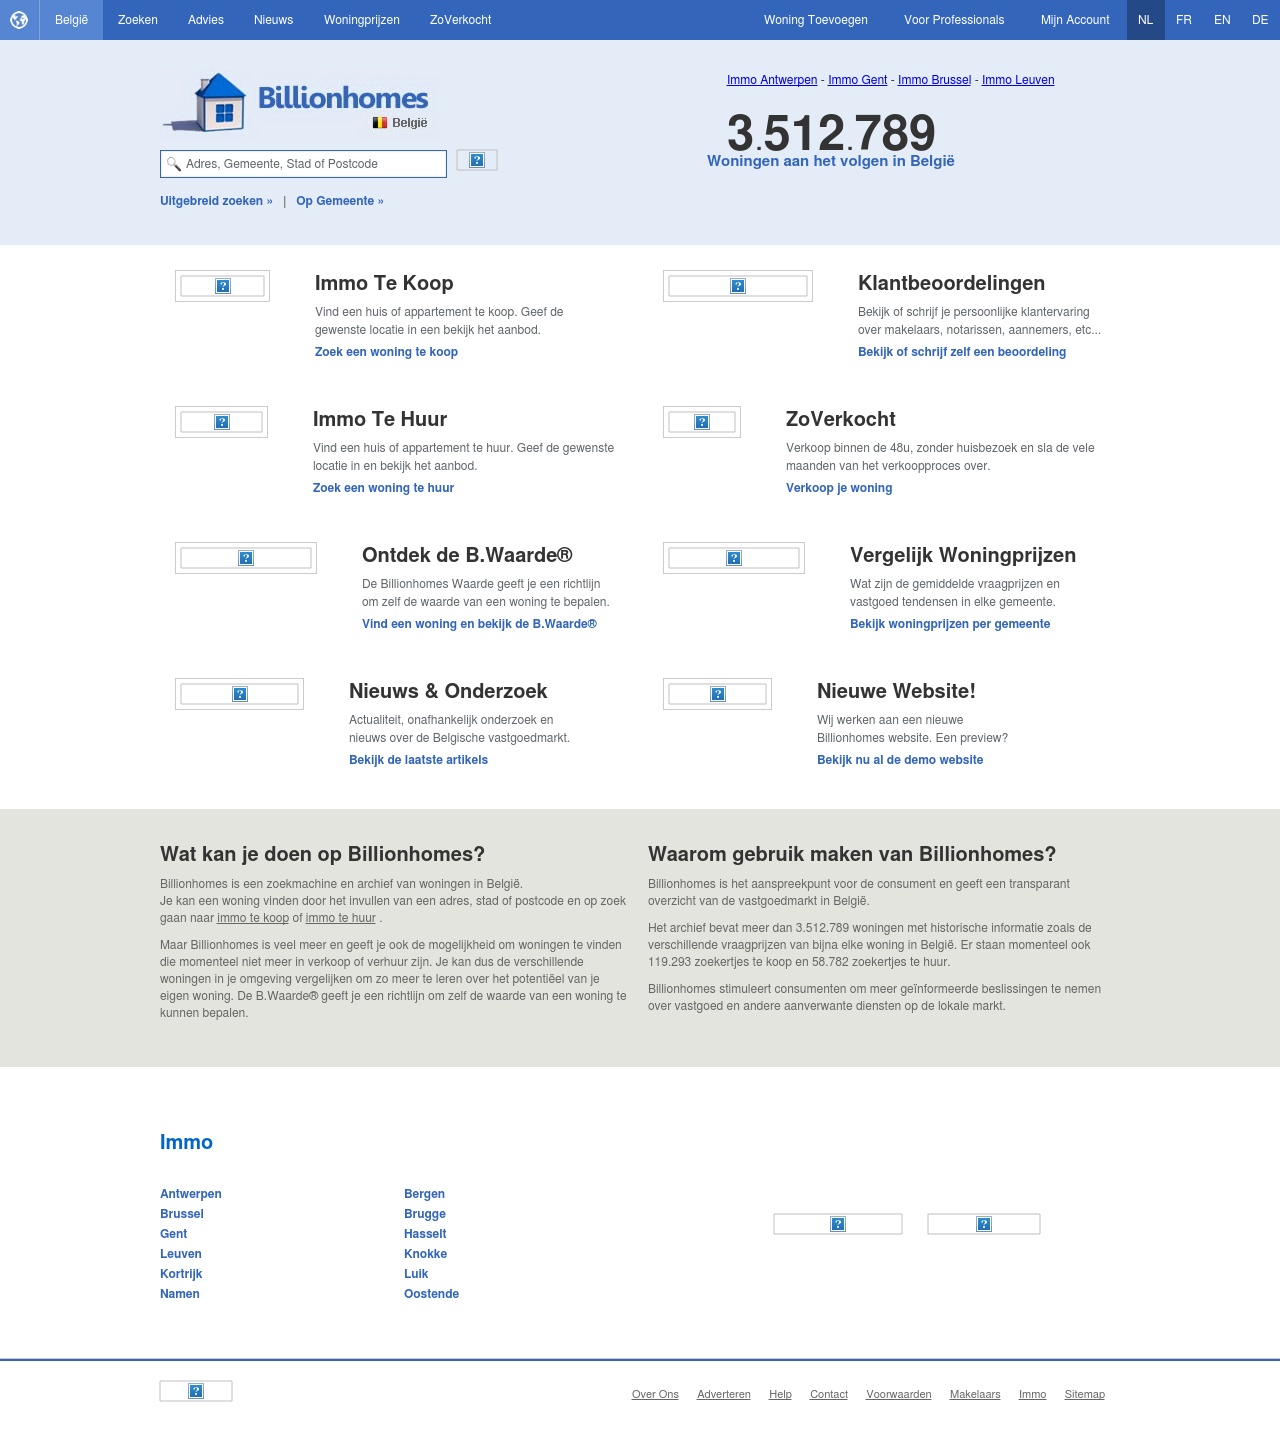 België Zoeken Advies Nieuws Woningprijzen ZoVerkocht Woning Toevoegen Voor Professionals Mijn Account NL FR EN DE
Billionhomes
België
Immo Antwerpen - Immo Gent - Immo Brussel - Immo Leuven
3.512.789
Woningen aan het volgen in België
Adres, Gemeente, Stad of Postcode
Uitgebreid zoeken » | Op Gemeente »
Immo Te Koop
Vind een huis of appartement te koop. Geef de
gewenste locatie in een bekijk het aanbod.
Zoek een woning te koop
Klantbeoordelingen
Bekijk of schrijf je persoonlijke klantervaring
over makelaars, notarissen, aannemers, etc...
Bekijk of schrijf zelf een beoordeling
Immo Te Huur
Vind een huis of appartement te huur. Geef de gewenste
locatie in en bekijk het aanbod.
Zoek een woning te huur
ZoVerkocht
Verkoop binnen de 48u, zonder huisbezoek en sla de vele
maanden van het verkoopproces over.
Verkoop je woning
Ontdek de B.Waarde®
De Billionhomes Waarde geeft je een richtlijn
om zelf de waarde van een woning te bepalen.
Vind een woning en bekijk de B.Waarde®
Vergelijk Woningprijzen
Wat zijn de gemiddelde vraagprijzen en
vastgoed tendensen in elke gemeente.
Bekijk woningprijzen per gemeente
Nieuws & Onderzoek
Actualiteit, onafhankelijk onderzoek en
nieuws over de Belgische vastgoedmarkt.
Bekijk de laatste artikels
Nieuwe Website!
Wij werken aan een nieuwe
Billionhomes website. Een preview?
Bekijk nu al de demo website
Wat kan je doen op Billionhomes?
Billionhomes is een zoekmachine en archief van woningen in België.
Je kan een woning vinden door het invullen van een adres, stad of postcode en op zoek
gaan naar immo te koop of immo te huur .
Maar Billionhomes is veel meer en geeft je ook de mogelijkheid om woningen te vinden
die momenteel niet meer in verkoop of verhuur zijn. Je kan dus de verschillende
woningen in je omgeving vergelijken om zo meer te leren over het potentiëel van je
eigen woning. De B.Waarde® geeft je een richtlijn om zelf de waarde van een woning te
kunnen bepalen.
Waarom gebruik maken van Billionhomes?
Billionhomes is het aanspreekpunt voor de consument en geeft een transparant
overzicht van de vastgoedmarkt in België.
Het archief bevat meer dan 3.512.789 woningen met historische informatie zoals de
verschillende vraagprijzen van bijna elke woning in België. Er staan momenteel ook
119.293 zoekertjes te koop en 58.782 zoekertjes te huur.
Billionhomes stimuleert consumenten om meer geïnformeerde beslissingen te nemen
over vastgoed en andere aanverwante diensten op de lokale markt.
Immo
Antwerpen
Brussel
Gent
Leuven
Kortrijk
Namen
Bergen
Brugge
Hasselt
Knokke
Luik
Oostende
Over Ons Adverteren Help Contact Voorwaarden Makelaars Immo Sitemap